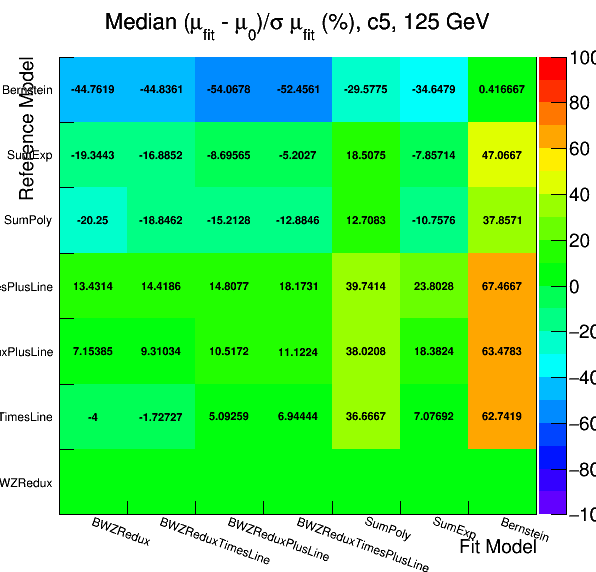 Median (μfit - μ0)/σ μfit (%), c5, 125 GeV
Reference Model
Bernstein -44.7619 -44.8361 -54.0678 -52.4561 -29.5775 -34.6479 0.416667
SumExp -19.3443 -16.8852 -8.69565 -5.2027 18.5075 -7.85714 47.0667
SumPoly -20.25 -18.8462 -15.2128 -12.8846 12.7083 -10.7576 37.8571
esPlusLine 13.4314 14.4186 14.8077 18.1731 39.7414 23.8028 67.4667
uxPlusLine 7.15385 9.31034 10.5172 11.1224 38.0208 18.3824 63.4783
TimesLine -4 -1.72727 5.09259 6.94444 36.6667 7.07692 62.7419
WZRedux
BWZRedux BWZReduxTimesLine BWZReduxPlusLine BWZReduxTimesPlusLine SumPoly SumExp Bernstein
Fit Model
100
80
60
40
20
0
−20
−40
−60
−80
−10